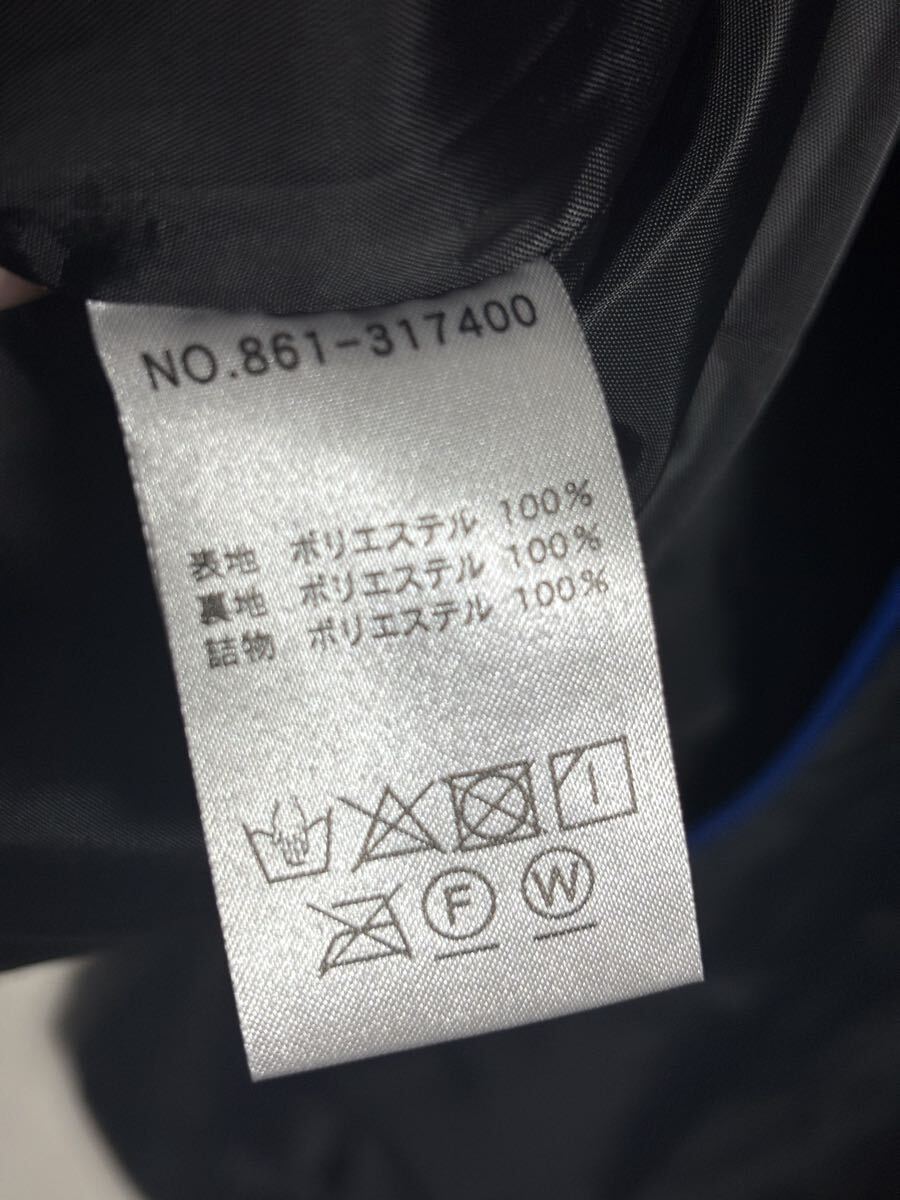 NO.861-317400
表地 ポリエステル 100%
裏地 ポリエステル 100%
詰物 ポリエステル 100%
F W